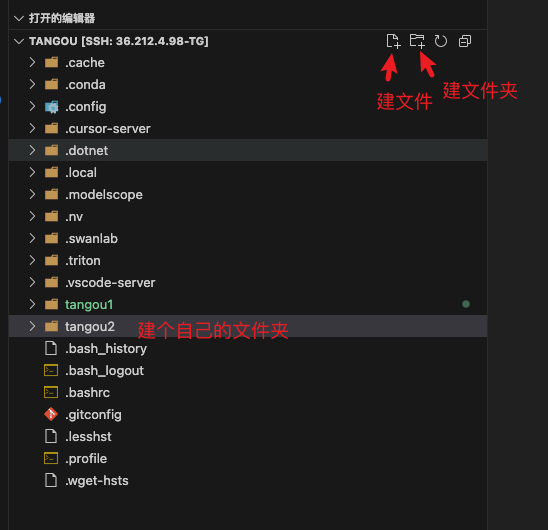 打开的编辑器
TANGOU [SSH: 36.212.4.98-TG]
.cache
建文件夹
.conda
建文件
.config
.cursor-server
.dotnet
.local
.modelscope
.nv
.swanlab
.triton
.vscode-server
tangou1
tangou2 建个自己的文件夹
.bash_history
.bash_logout
.bashrc
.gitconfig
.lesshst
.profile
.wget-hsts